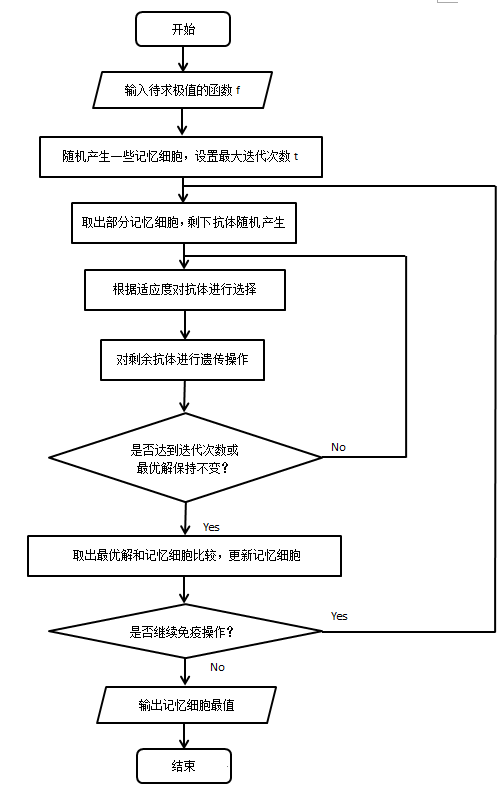 开始
输入待求极值的函数 f
随机产生一些记忆细胞，设置最大迭代次数 t
取出部分记忆细胞，剩下抗体随机产生
根据适应度对抗体进行选择
对剩余抗体进行遗传操作
是否达到迭代次数或
最优解保持不变？
No
Yes
取出最优解和记忆细胞比较，更新记忆细胞
是否继续免疫操作？
Yes
No
输出记忆细胞最值
结束